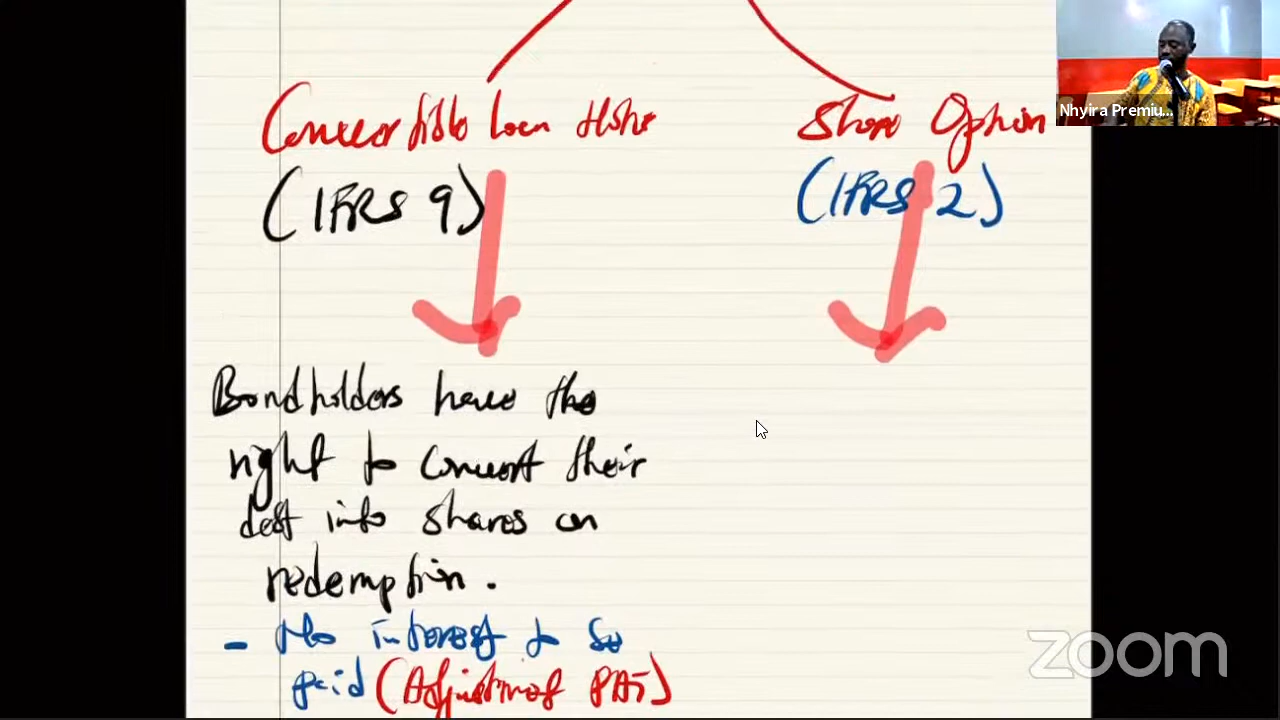 Convertible loan Note
Share Option
(IFRS 9)
(IFRS 2)
Nhyira Premiu...
Bondholders have the
right to convert their
debt into shares on
redemption.
- No interest to be
paid (Adjustment PAT)
zoom